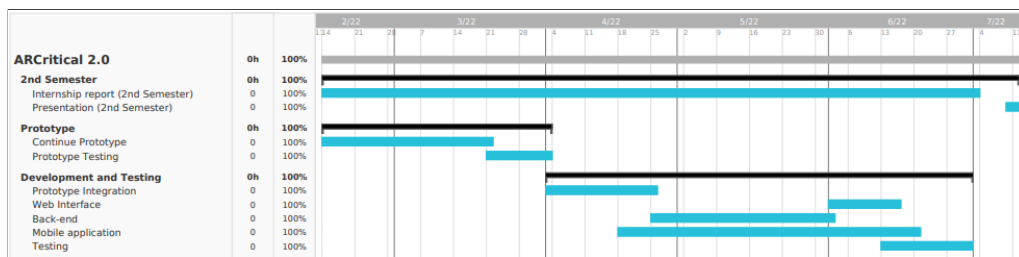 2/22 3/22 4/22 5/22 6/22 7/22
14 21 28 7 14 21 28 4 11 18 25 2 9 16 23 30 6 13 20 27 4
ARCritical 2.0 0h 100%
2nd Semester 0h 100%
Internship report (2nd Semester) 0 100%
Presentation (2nd Semester) 0 100%
Prototype 0h 100%
Continue Prototype 0 100%
Prototype Testing 0 100%
Development and Testing 0h 100%
Prototype Integration 0 100%
Web Interface 0 100%
Back-end 0 100%
Mobile application 0 100%
Testing 0 100%